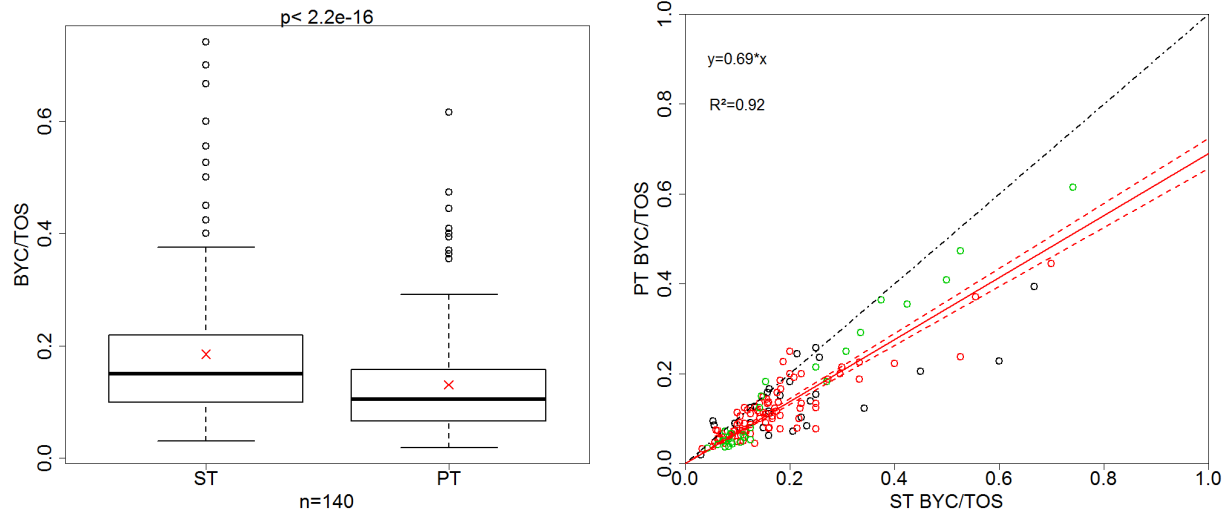 p< 2.2e-16
BYC/TOS
0.6
0.4
0.2
0.0
ST PT
n=140
y=0.69*x
R²=0.92
PT BYC/TOS
1.0
0.8
0.6
0.4
0.2
0.0
0.0 0.2 0.4 0.6 0.8 1.0
ST BYC/TOS